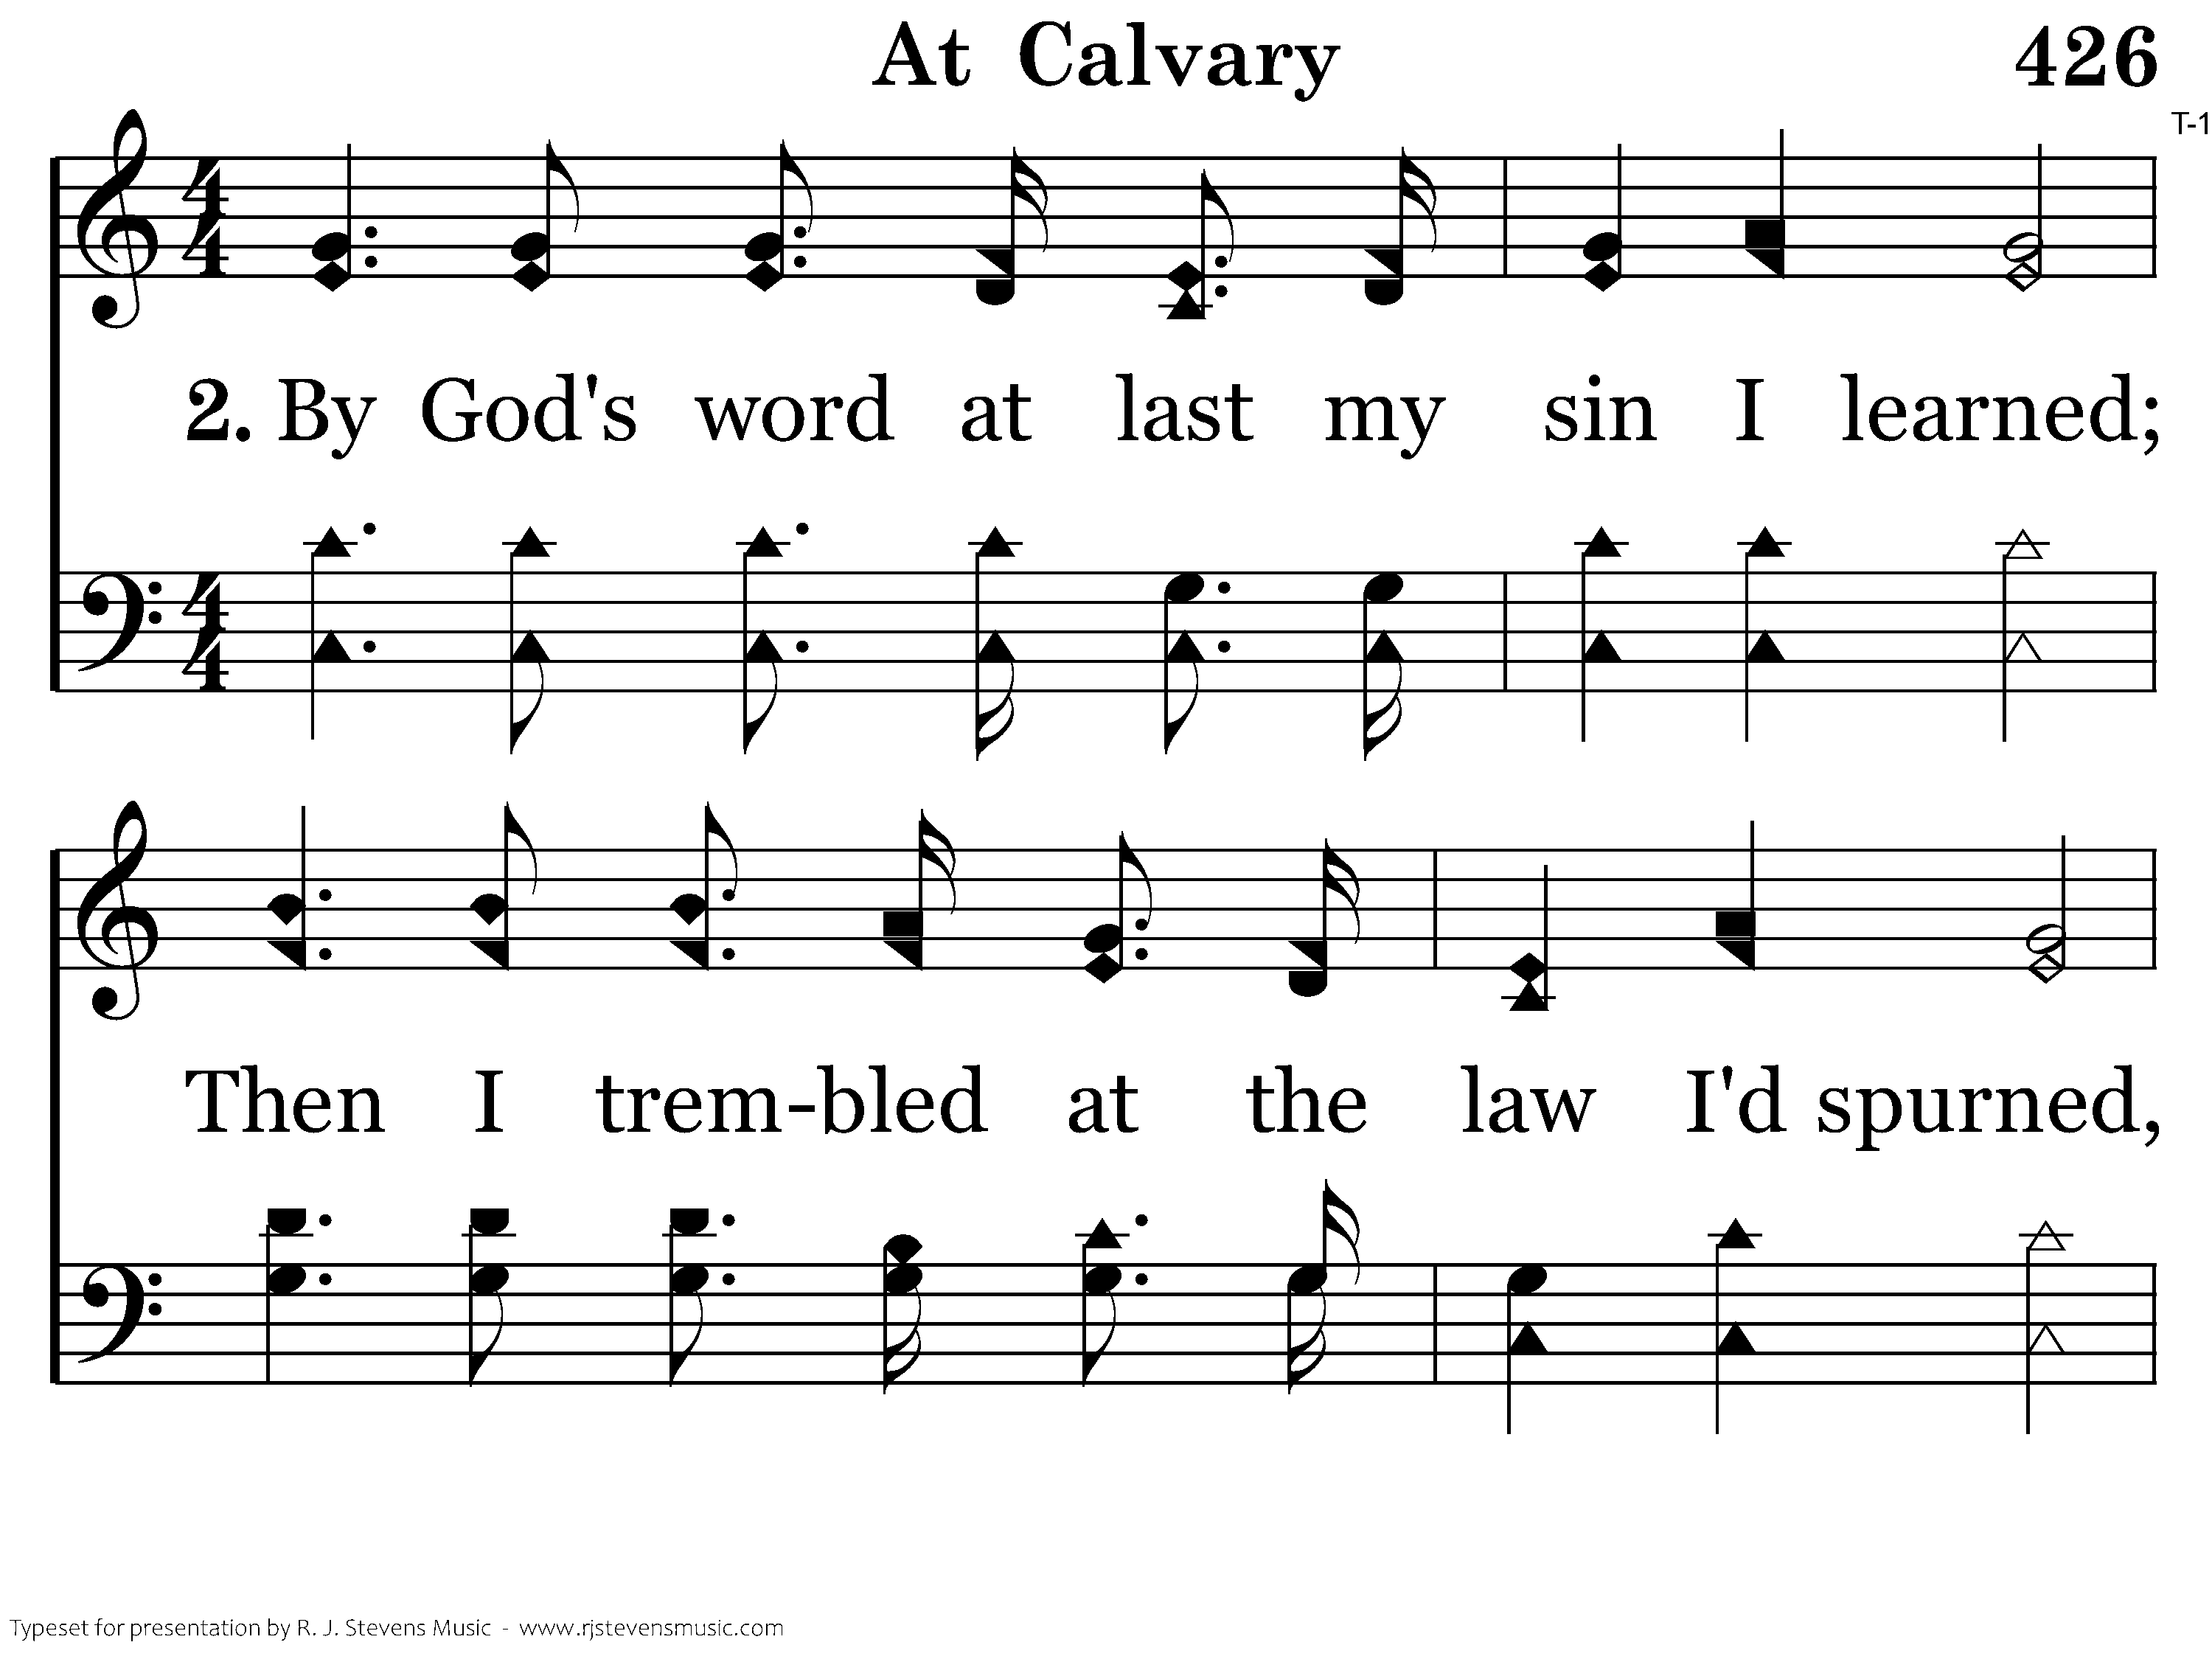 At Calvary 426
T-1
2. By God's word at last my sin I learned;
Then I trem-bled at the law I'd spurned,
Typeset for presentation by R. J. Stevens Music - www.rjstevensmusic.com